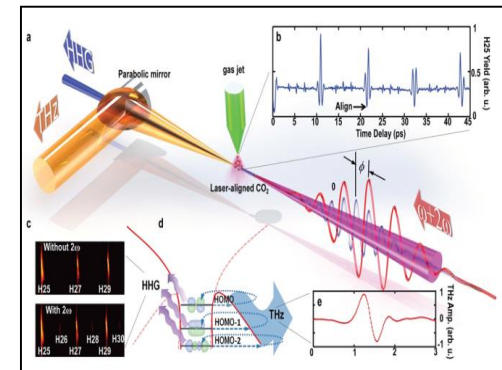 a
HHG
Parabolic mirror
THz
gas jet
Laser-aligned CO₂
b
H25 Yield (arb. u.)
1
0.5
0
Align
0 5 10 15 20 25 30 35 40 45
Time Delay (ps)
ϕ
0
ω+2ω
c
Without 2ω
H25 H27 H29
With 2ω
H26 H28 H30
H25 H27 H29
d
HHG
HOMO
HOMO-1
HOMO-2
THz
e
THz Amp. (arb. u.)
1
0
-1
0 1 2 3